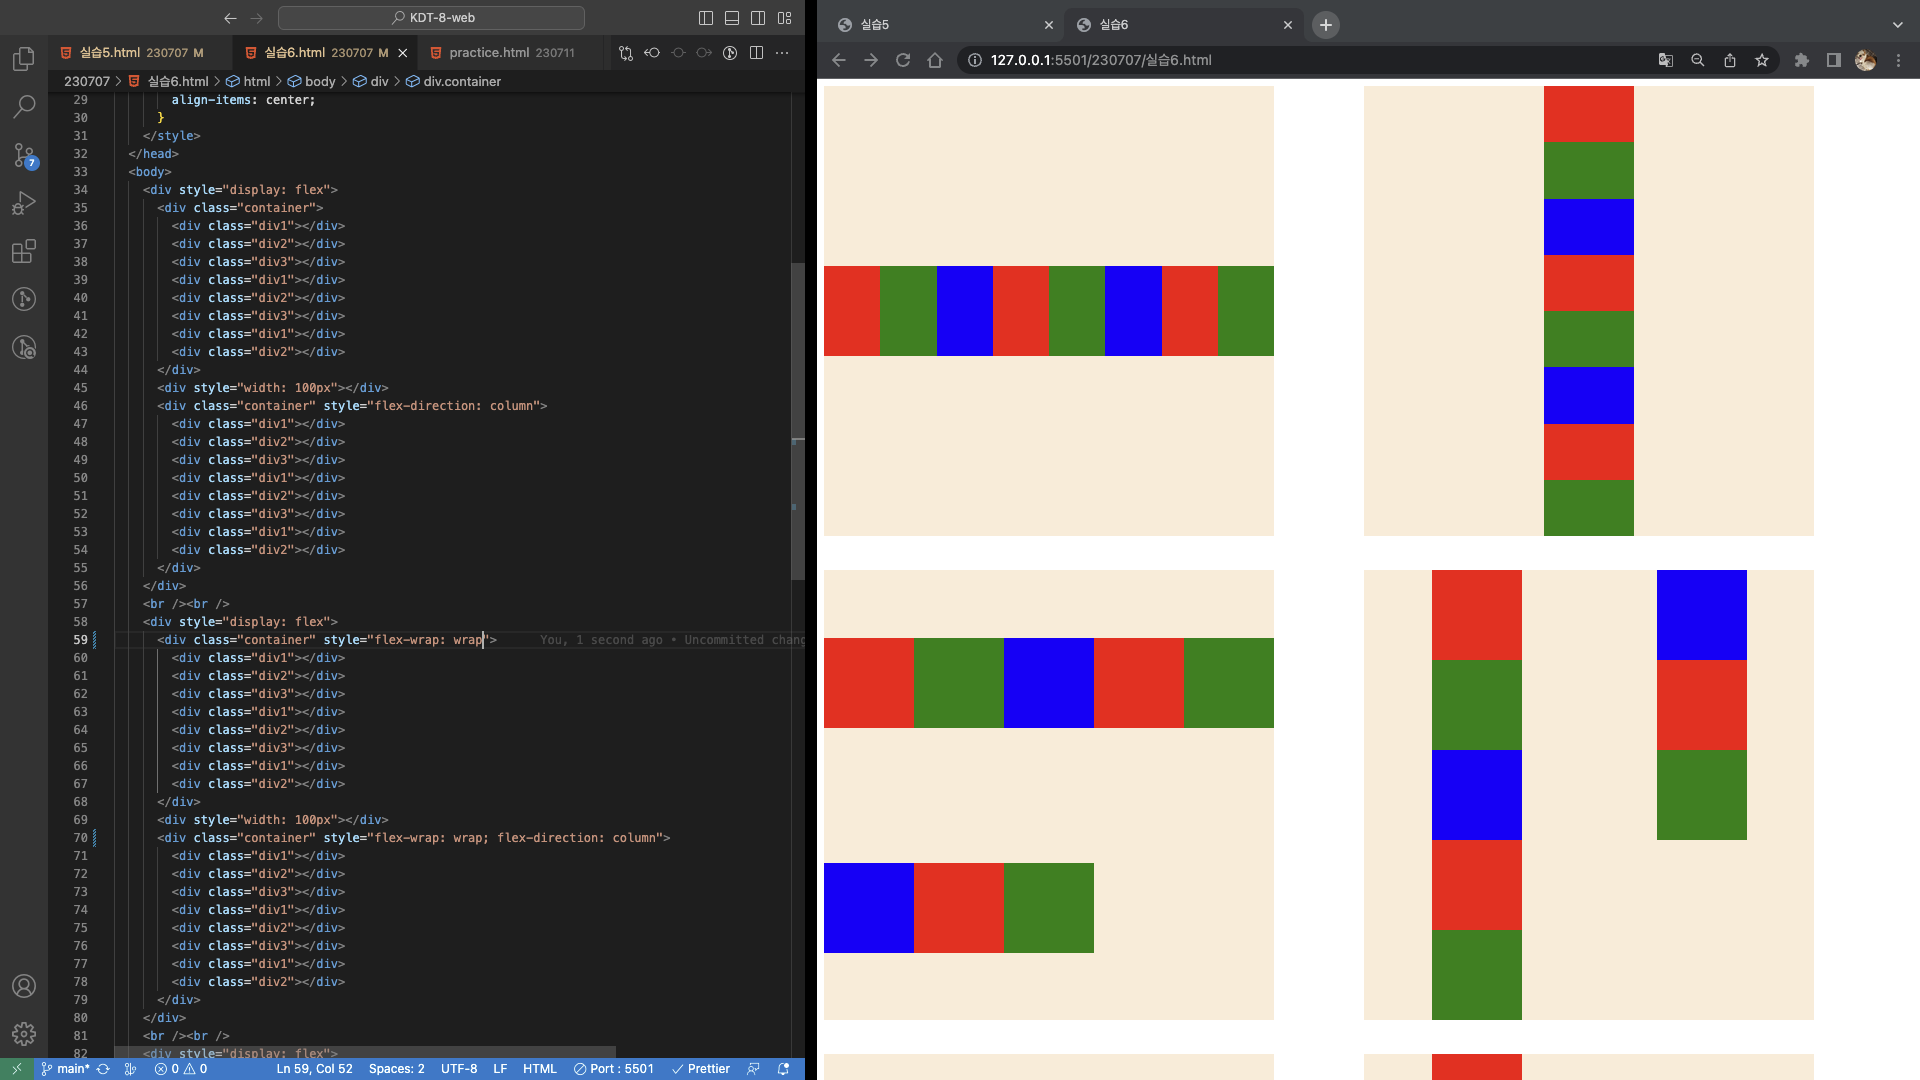 KDT-8-web
실습5.html 230707 M
실습6.html 230707 M
practice.html 230711
230707 > 실습6.html > html > body > div > div.container
29 align-items: center;
30 }
31 </style>
32 </head>
33 <body>
34 <div style="display: flex">
35 <div class="container">
36 <div class="div1"></div>
37 <div class="div2"></div>
38 <div class="div3"></div>
39 <div class="div1"></div>
40 <div class="div2"></div>
41 <div class="div3"></div>
42 <div class="div1"></div>
43 <div class="div2"></div>
44 </div>
45 <div style="width: 100px"></div>
46 <div class="container" style="flex-direction: column">
47 <div class="div1"></div>
48 <div class="div2"></div>
49 <div class="div3"></div>
50 <div class="div1"></div>
51 <div class="div2"></div>
52 <div class="div3"></div>
53 <div class="div1"></div>
54 <div class="div2"></div>
55 </div>
56 </div>
57 <br /><br />
58 <div style="display: flex">
59 <div class="container" style="flex-wrap: wrap"> You, 1 second ago • Uncommitted chang
60 <div class="div1"></div>
61 <div class="div2"></div>
62 <div class="div3"></div>
63 <div class="div1"></div>
64 <div class="div2"></div>
65 <div class="div3"></div>
66 <div class="div1"></div>
67 <div class="div2"></div>
68 </div>
69 <div style="width: 100px"></div>
70 <div class="container" style="flex-wrap: wrap; flex-direction: column">
71 <div class="div1"></div>
72 <div class="div2"></div>
73 <div class="div3"></div>
74 <div class="div1"></div>
75 <div class="div2"></div>
76 <div class="div3"></div>
77 <div class="div1"></div>
78 <div class="div2"></div>
79 </div>
80 </div>
81 <br /><br />
82 <div style="display: flex">
7
main* 0 0 Ln 59, Col 52 Spaces: 2 UTF-8 LF HTML Port : 5501 Prettier
실습5
실습6
127.0.0.1:5501/230707/실습6.html